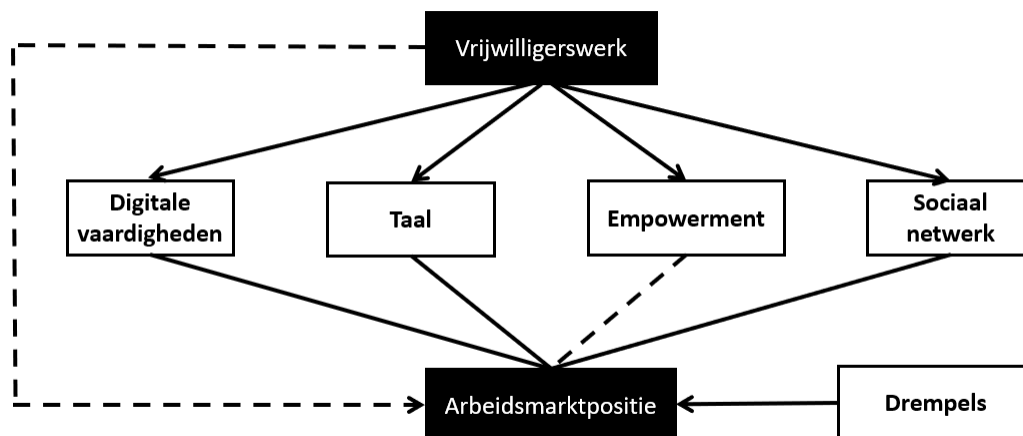 Vrijwilligerswerk
Digitale
vaardigheden
Taal
Empowerment
Sociaal
netwerk
Arbeidsmarktpositie
Drempels